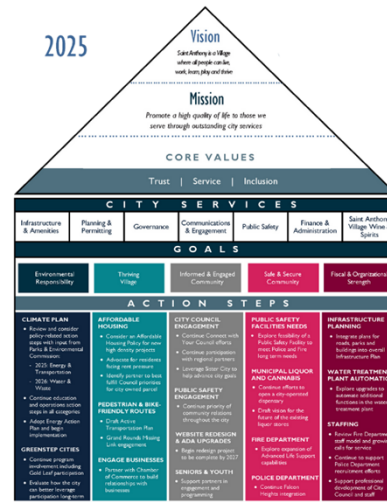 2025
Vision
Saint Anthony is a Village
where all people can live,
work, learn, play and thrive
Mission
Promote a high quality of life to those we
serve through outstanding city services
CORE VALUES
Trust | Service | Inclusion
CITY SERVICES
Infrastructure
& Amenities
Planning &
Permitting
Governance
Communications
& Engagement
Public Safety
Finance &
Administration
Saint Anthony
Village Wine &
Spirits
GOALS
Environmental
Responsibility
Thriving
Village
Informed & Engaged
Community
Safe & Secure
Community
Fiscal & Organizational
Strength
ACTION STEPS
CLIMATE PLAN
• Review and consider
policy-related action
steps with input from
Parks & Environmental
Commission:
- 2025: Energy &
Transportation
- 2026: Water &
Waste
• Continue education
and operations action
steps in all categories
• Adopt Energy Action
Plan and begin
implementation
GREENSTEP CITIES
• Continue program
involvement including
Gold Leaf participation
• Evaluate how the city
can better leverage
participation long-term
AFFORDABLE
HOUSING
• Consider an Affordable
Housing Policy for new
high density projects
• Advocate for residents
facing rent pressure
• Identify partner to best
fulfill Council priorities
for city owned parcel
PEDESTRIAN & BIKE-
FRIENDLY ROUTES
• Draft Active
Transportation Plan
• Grand Rounds Missing
Link engagement
ENGAGE BUSINESSES
• Partner with Chamber
of Commerce to build
relationships with
businesses
CITY COUNCIL
ENGAGEMENT
• Continue Connect with
Your Council efforts
• Continue participation
with regional partners
• Leverage Sister City to
help advance city goals
PUBLIC SAFETY
ENGAGEMENT
• Continue priority of
community relations
throughout the city
WEBSITE REDESIGN
& ADA UPGRADES
• Begin redesign project
to be complete by 2027
SENIORS & YOUTH
• Support partners in
engagement and
programming
PUBLIC SAFETY
FACILITIES NEEDS
• Explore feasibility of a
Public Safety Facility to
meet Police and Fire
long term needs
MUNICIPAL LIQUOR
AND CANNABIS
• Continue efforts to
open a city operated
dispensary
• Draft vision for the
future of the existing
liquor stores
FIRE DEPARTMENT
• Explore expansion of
Advanced Life Support
capabilities
POLICE DEPARTMENT
• Continue Falcon
Heights integration
INFRASTRUCTURE
PLANNING
• Integrate plans for
roads, parks and
buildings into overall
Infrastructure Plan
WATER TREATMENT
PLANT AUTOMATION
• Explore upgrades to
automate additional
functions in the water
treatment plant
STAFFING
• Review Fire Department
staff model and growth
calls for service
• Continue to support
Police Department
recruitment efforts
• Support professional
development of City
Council and staff